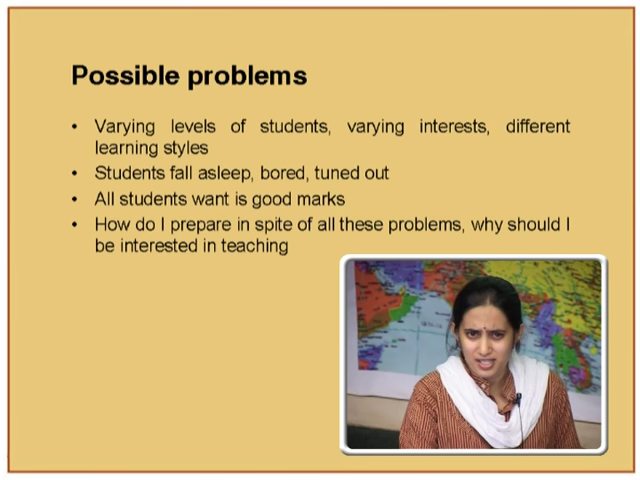 Possible problems
• Varying levels of students, varying interests, different
learning styles
• Students fall asleep, bored, tuned out
• All students want is good marks
• How do I prepare in spite of all these problems, why should I
be interested in teaching